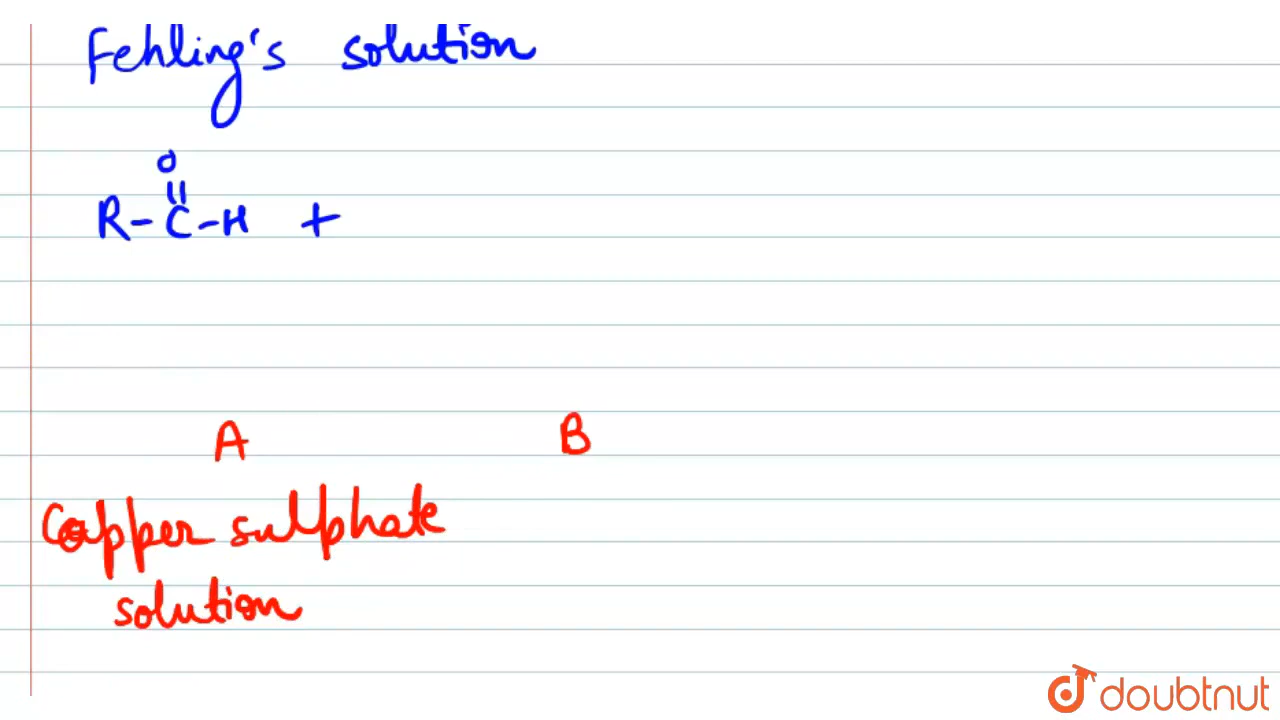 Fehling's solution
O
||
R-C-H +
A B
Copper sulphate
solution
doubtnut